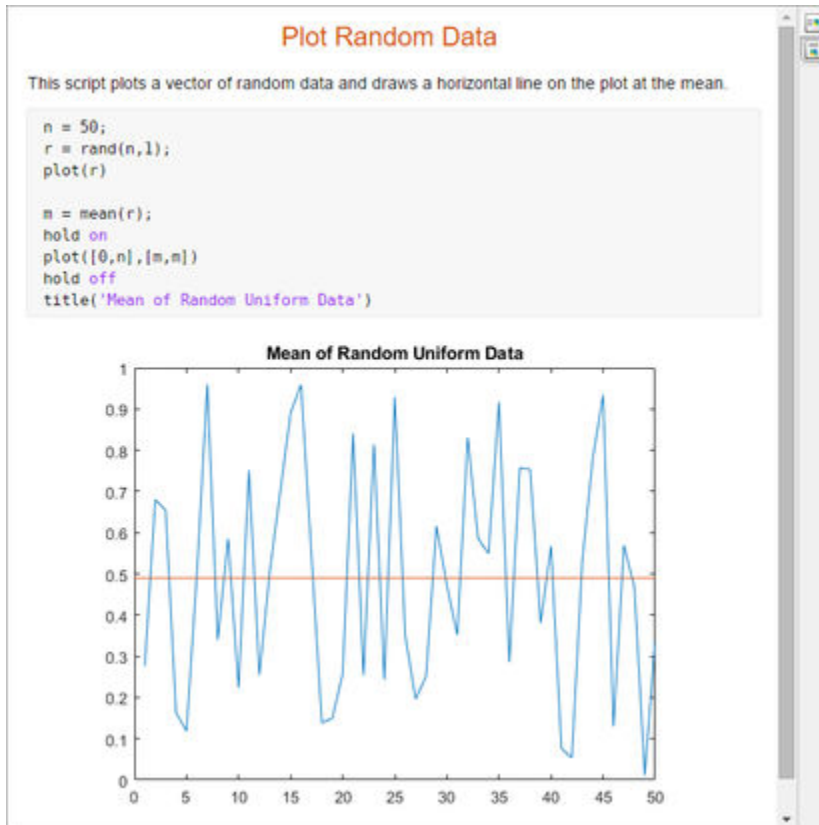 Plot Random Data
This script plots a vector of random data and draws a horizontal line on the plot at the mean.
n = 50;
r = rand(n,1);
plot(r)
m = mean(r);
hold on
plot([0,n],[m,m])
hold off
title('Mean of Random Uniform Data')
Mean of Random Uniform Data
1
0.9
0.8
0.7
0.6
0.5
0.4
0.3
0.2
0.1
0
0 5 10 15 20 25 30 35 40 45 50